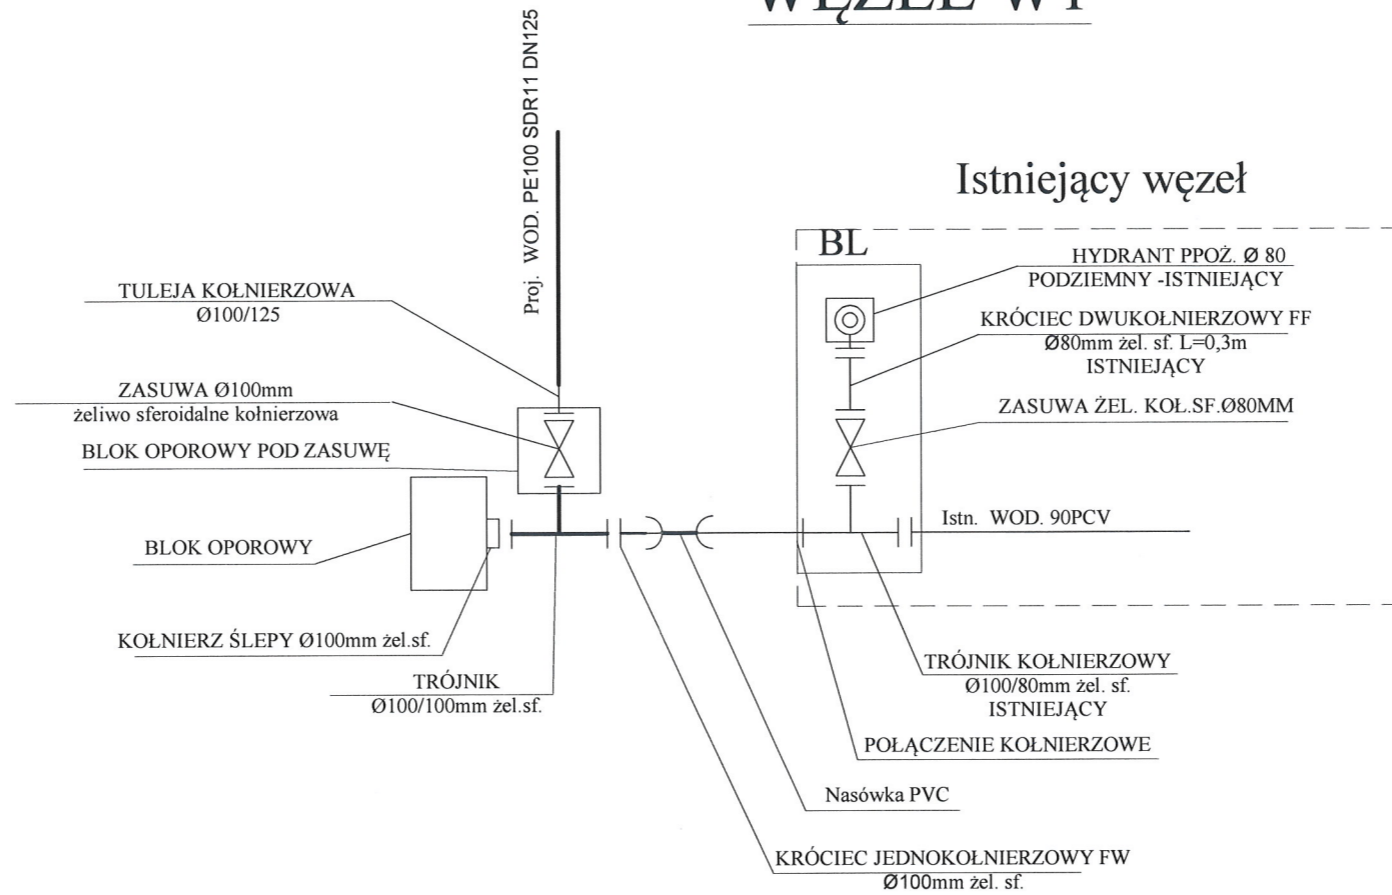 WĘZEŁ W1
Proj. WOD. PE100 SDR11 DN125
Istniejący węzeł
BL
HYDRANT PPOŻ. Ø 80
PODZIEMNY -ISTNIEJĄCY
TULEJA KOŁNIERZOWA
Ø100/125
KRÓCIEC DWUKOŁNIERZOWY FF
Ø80mm żel. sf. L=0,3m
ISTNIEJĄCY
ZASUWA Ø100mm
żeliwo sferoidalne kołnierzowa
ZASUWA ŻEL. KOŁ.SF.Ø80MM
BLOK OPOROWY POD ZASUWĘ
Istn. WOD. 90PCV
BLOK OPOROWY
KOŁNIERZ ŚLEPY Ø100mm żel.sf.
TRÓJNIK
Ø100/100mm żel.sf.
TRÓJNIK KOŁNIERZOWY
Ø100/80mm żel. sf.
ISTNIEJĄCY
POŁĄCZENIE KOŁNIERZOWE
Nasówka PVC
KRÓCIEC JEDNOKOŁNIERZOWY FW
Ø100mm żel. sf.